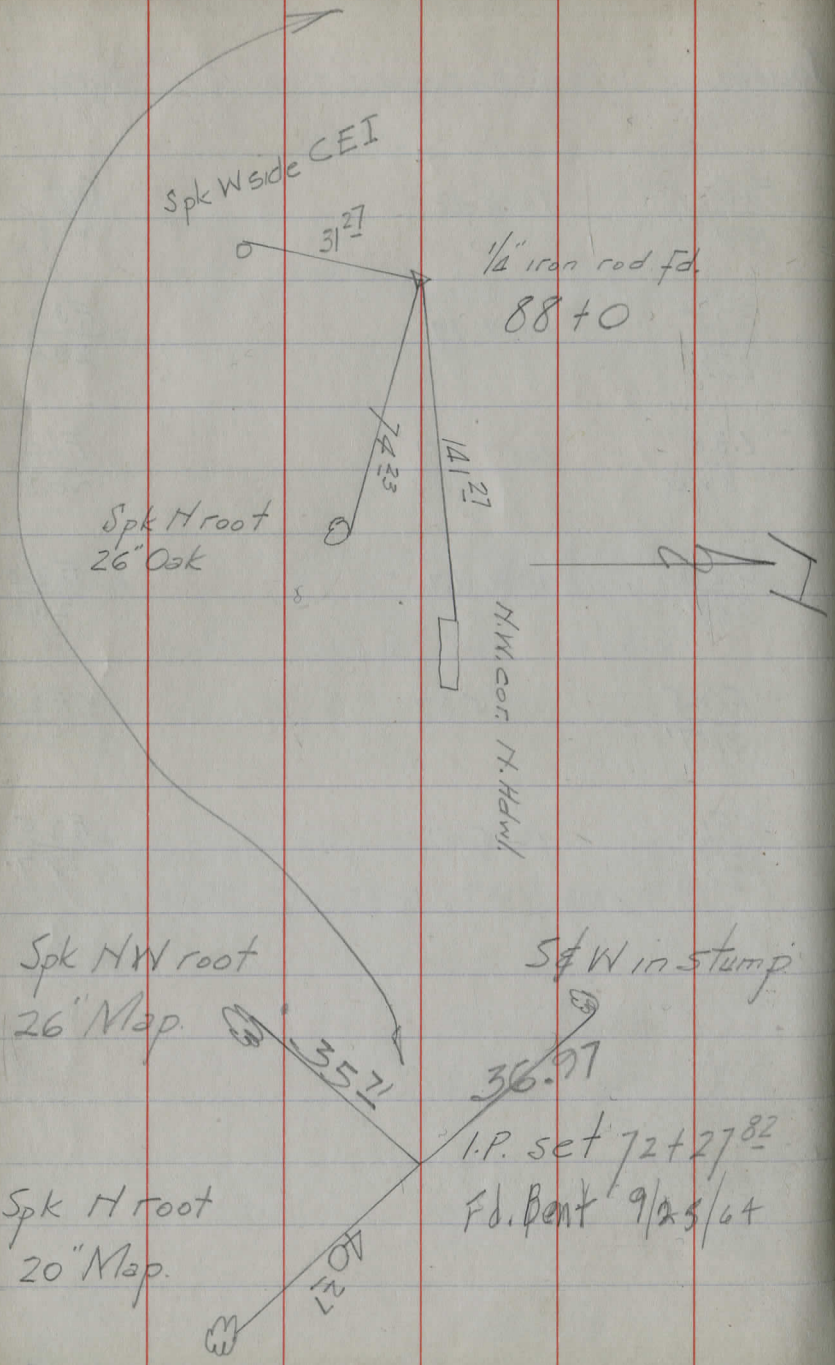 Spk W side CEI
31 27
1/4" iron rod fd.
88+0
74 23
141 27
Spk N root
26" Oak
N
N.W. cor. N. Hdwl.
Spk NW root
26" Map.
S & W in stump
35 71
36.97
I.P. set 72+27 82
Fd. Bent 9/25/64
Spk N root
20" Map.
40 27